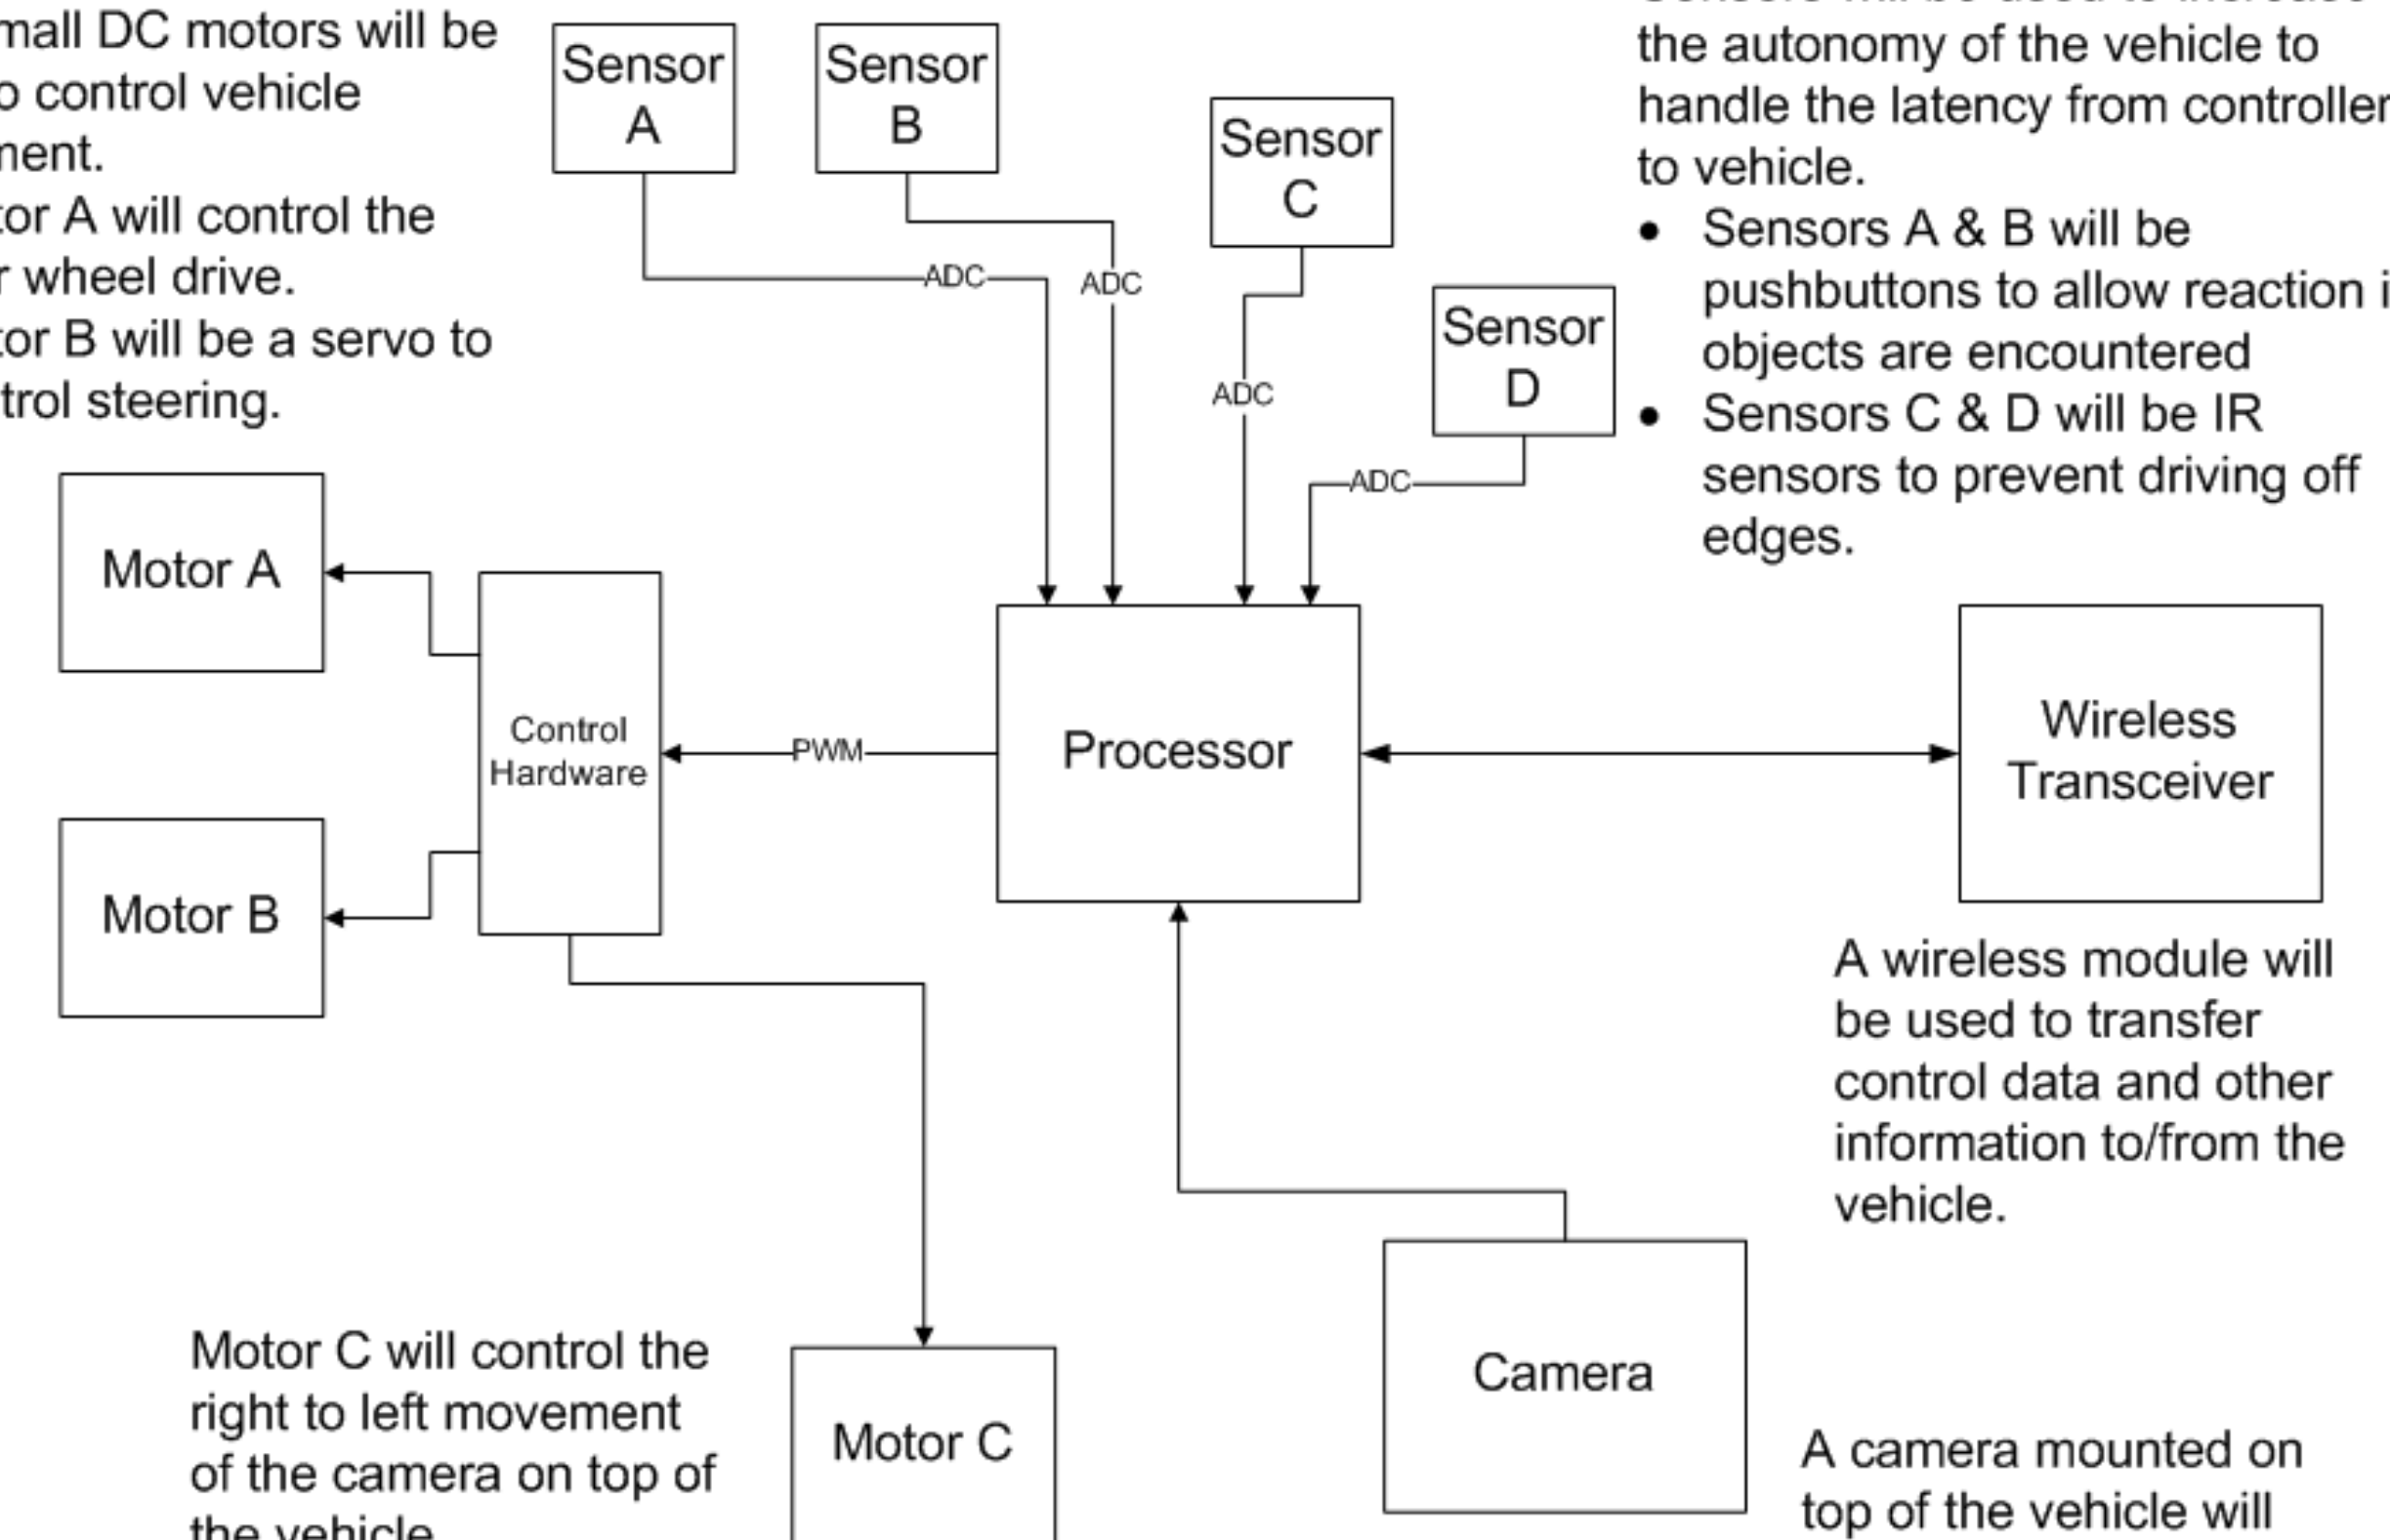 mall DC motors will be
o control vehicle
ment.
tor A will control the
r wheel drive.
tor B will be a servo to
trol steering.
Sensor
A
Sensor
B
Sensor
C
Sensor
D
the autonomy of the vehicle to
handle the latency from controller
to vehicle.
• Sensors A & B will be
pushbuttons to allow reaction i
objects are encountered
• Sensors C & D will be IR
sensors to prevent driving off
edges.
ADC
ADC
ADC
ADC
Motor A
Motor B
Control
Hardware
PWM
Processor
Wireless
Transceiver
A wireless module will
be used to transfer
control data and other
information to/from the
vehicle.
Motor C will control the
right to left movement
of the camera on top of
the vehicle
Motor C
Camera
A camera mounted on
top of the vehicle will